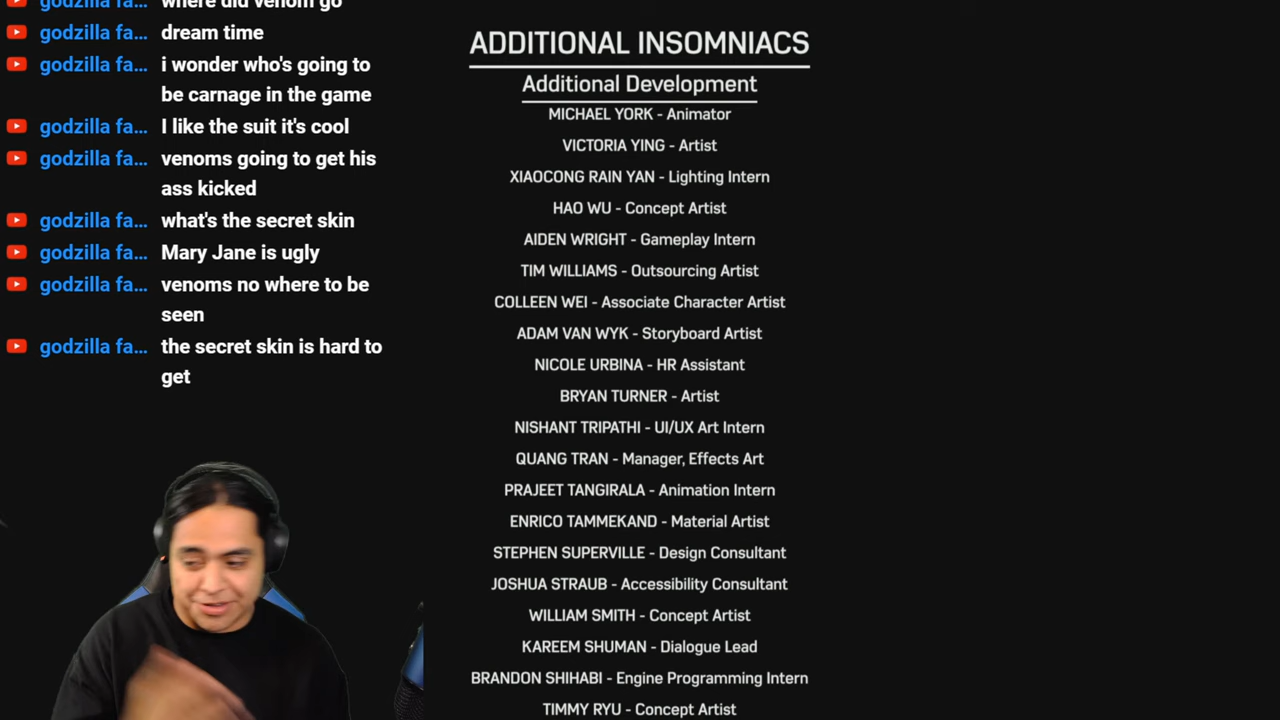 where did venom go
godzilla fa... dream time
godzilla fa... i wonder who's going to
be carnage in the game
godzilla fa... I like the suit it's cool
godzilla fa... venoms going to get his
ass kicked
godzilla fa... what's the secret skin
godzilla fa... Mary Jane is ugly
godzilla fa... venoms no where to be
seen
godzilla fa... the secret skin is hard to
get
ADDITIONAL INSOMNIACS
Additional Development
MICHAEL YORK - Animator
VICTORIA YING - Artist
XIAOCONG RAIN YAN - Lighting Intern
HAO WU - Concept Artist
AIDEN WRIGHT - Gameplay Intern
TIM WILLIAMS - Outsourcing Artist
COLLEEN WEI - Associate Character Artist
ADAM VAN WYK - Storyboard Artist
NICOLE URBINA - HR Assistant
BRYAN TURNER - Artist
NISHANT TRIPATHI - UI/UX Art Intern
QUANG TRAN - Manager, Effects Art
PRAJEET TANGIRALA - Animation Intern
ENRICO TAMMEKAND - Material Artist
STEPHEN SUPERVILLE - Design Consultant
JOSHUA STRAUB - Accessibility Consultant
WILLIAM SMITH - Concept Artist
KAREEM SHUMAN - Dialogue Lead
BRANDON SHIHABI - Engine Programming Intern
TIMMY RYU - Concept Artist